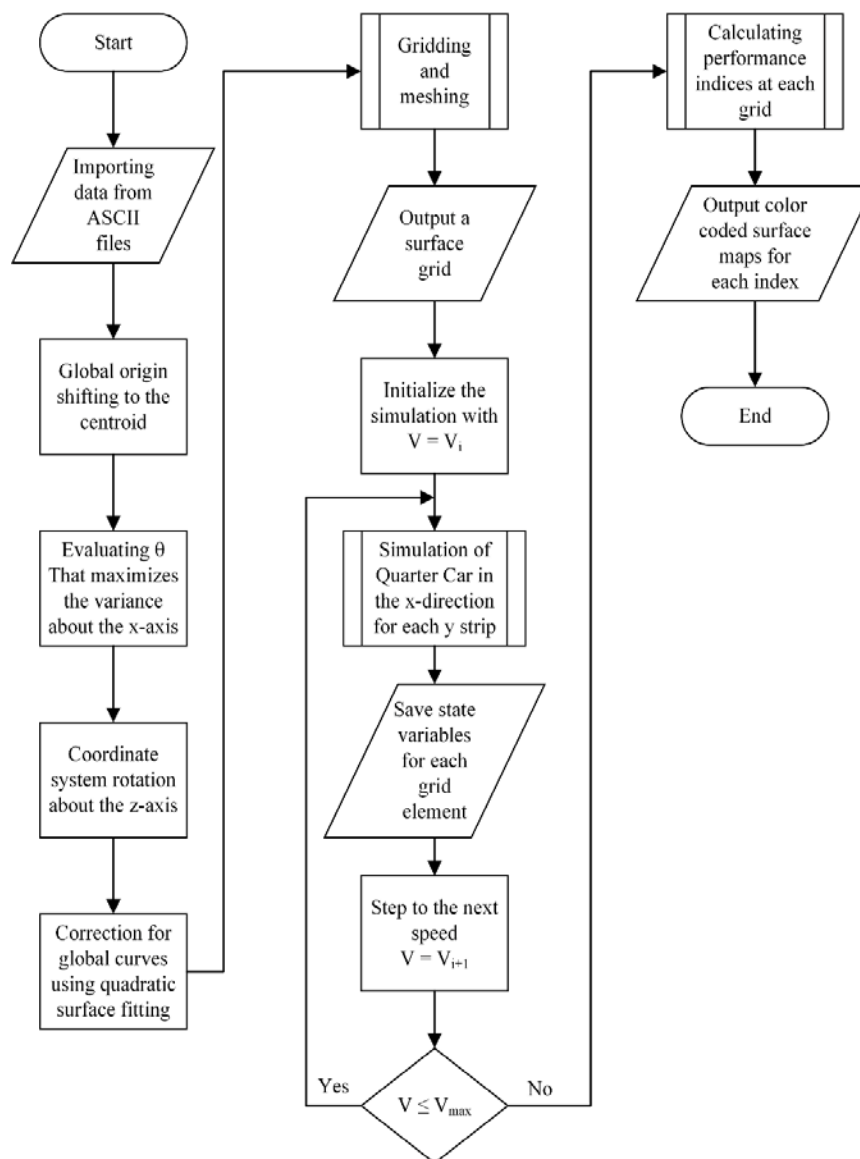 Start
Importing
data from
ASCII
files
Global origin
shifting to the
centroid
Evaluating θ
That maximizes
the variance
about the x-axis
Coordinate
system rotation
about the z-axis
Correction for
global curves
using quadratic
surface fitting
Gridding
and
meshing
Output a
surface
grid
Initialize the
simulation with
V = Vᵢ
Simulation of
Quarter Car in
the x-direction
for each y strip
Save state
variables
for each
grid
element
Step to the next
speed
V = Vᵢ₊₁
Yes
V ≤ Vmax
No
Calculating
performance
indices at each
grid
Output color
coded surface
maps for
each index
End